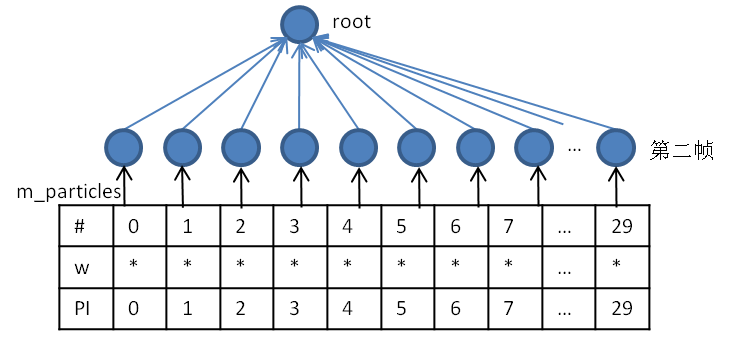 root
... 第二帧
m_particles
# 0 1 2 3 4 5 6 7 ... 29
w * * * * * * * * ... *
PI 0 1 2 3 4 5 6 7 ... 29